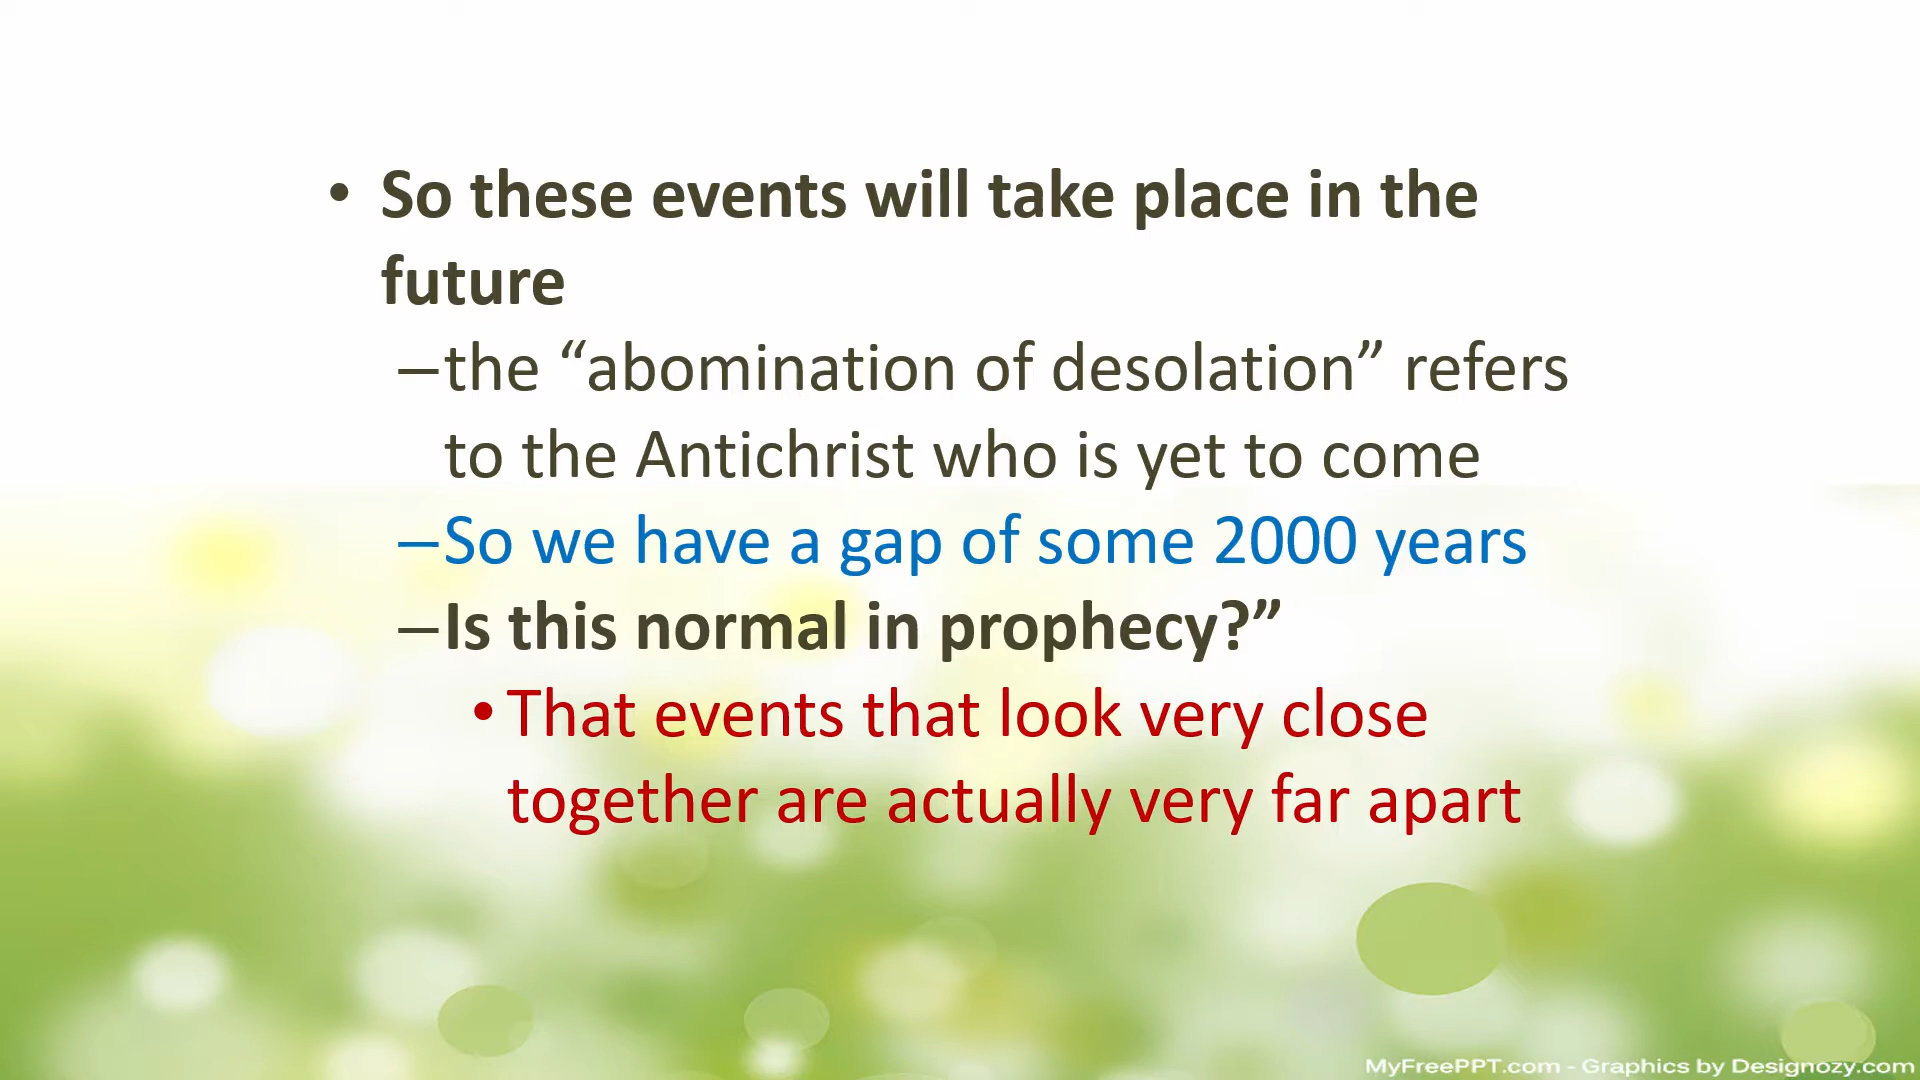 • So these events will take place in the
future
–the “abomination of desolation” refers
to the Antichrist who is yet to come
–So we have a gap of some 2000 years
–Is this normal in prophecy?”
• That events that look very close
together are actually very far apart
MyFreePPT.com - Graphics by Designozy.com